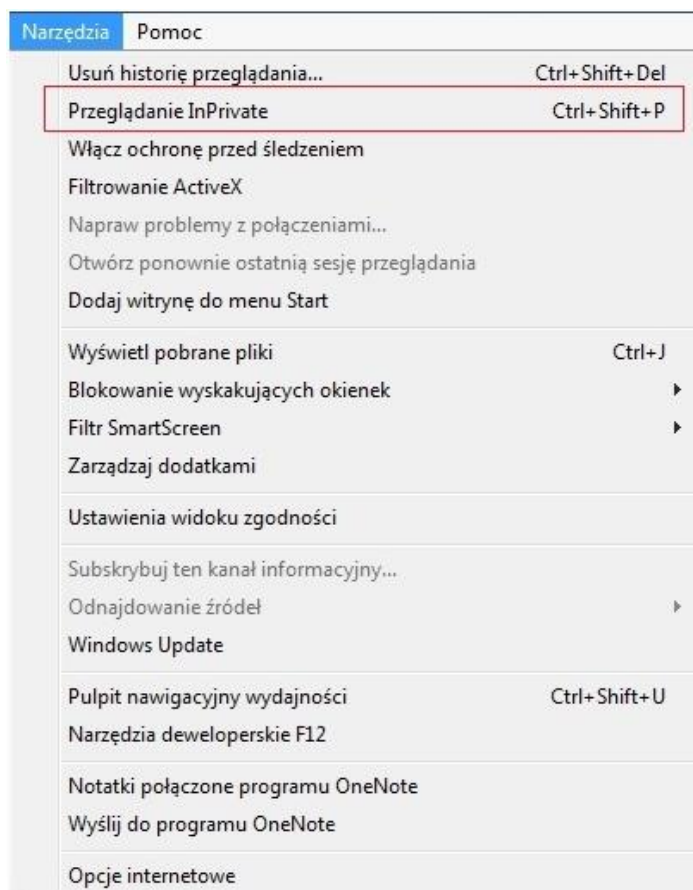 Narzędzia Pomoc
Usuń historię przeglądania... Ctrl+Shift+Del
Przeglądanie InPrivate Ctrl+Shift+P
Włącz ochronę przed śledzeniem
Filtrowanie ActiveX
Napraw problemy z połączeniami...
Otwórz ponownie ostatnią sesję przeglądania
Dodaj witrynę do menu Start
Wyświetl pobrane pliki Ctrl+J
Blokowanie wyskakujących okienek
Filtr SmartScreen
Zarządzaj dodatkami
Ustawienia widoku zgodności
Subskrybuj ten kanał informacyjny...
Odnajdowanie źródeł
Windows Update
Pulpit nawigacyjny wydajności Ctrl+Shift+U
Narzędzia deweloperskie F12
Notatki połączone programu OneNote
Wyślij do programu OneNote
Opcje internetowe